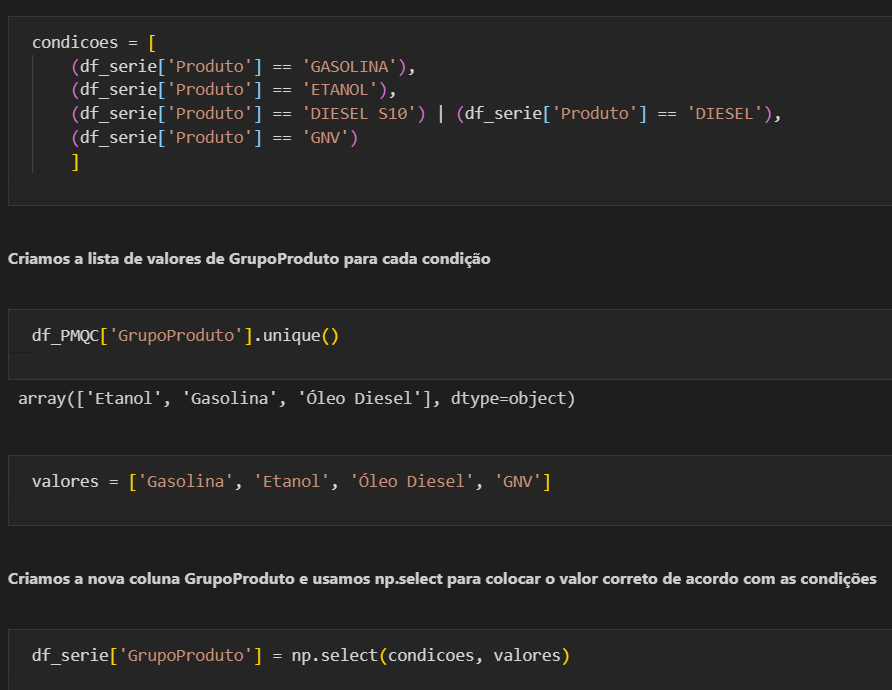 condicoes = [
(df_serie['Produto'] == 'GASOLINA'),
(df_serie['Produto'] == 'ETANOL'),
(df_serie['Produto'] == 'DIESEL S10') | (df_serie['Produto'] == 'DIESEL'),
(df_serie['Produto'] == 'GNV')
]
Criamos a lista de valores de GrupoProduto para cada condição
df_PMQC['GrupoProduto'].unique()
array(['Etanol', 'Gasolina', 'Óleo Diesel'], dtype=object)
valores = ['Gasolina', 'Etanol', 'Óleo Diesel', 'GNV']
Criamos a nova coluna GrupoProduto e usamos np.select para colocar o valor correto de acordo com as condições
df_serie['GrupoProduto'] = np.select(condicoes, valores)